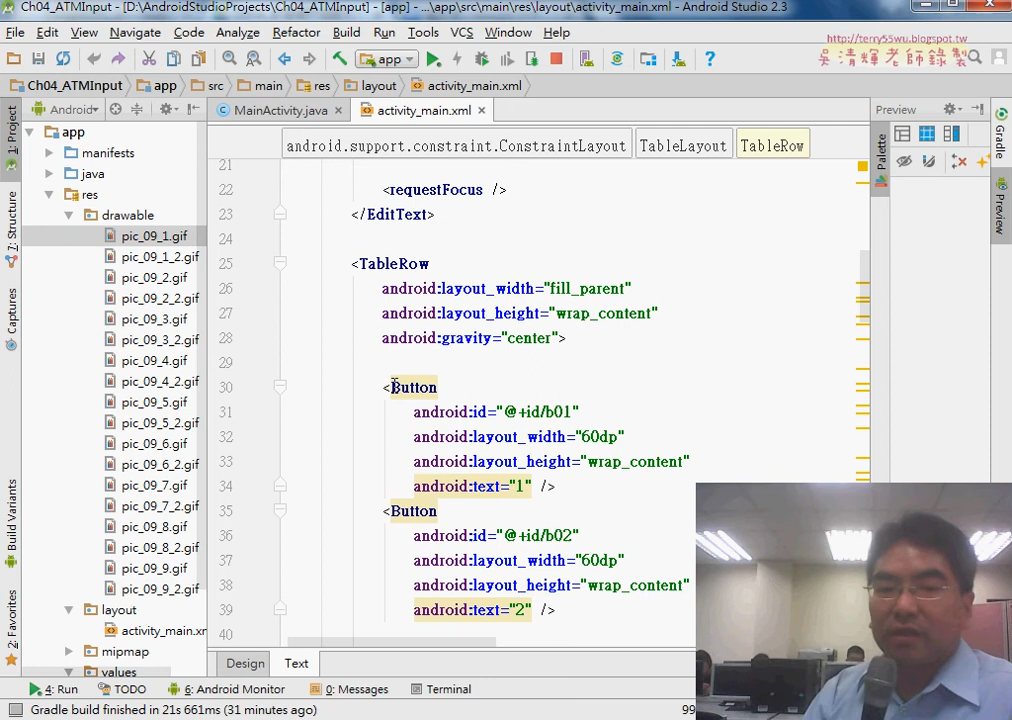 Ch04_ATMInput - [D:\AndroidStudioProjects\Ch04_ATMInput] - [app] - ...\app\src\main\res\layout\activity_main.xml - Android Studio 2.3
File Edit View Navigate Code Analyze Refactor Build Run Tools VCS Window Help
http://terry55wu.blogspot.tw
吳清輝老師錄製
app
Ch04_ATMInput app src main res layout activity_main.xml
Android MainActivity.java activity_main.xml Preview
android.support.constraint.ConstraintLayout TableLayout TableRow
1: Project
7: Structure
Captures
Build Variants
2: Favorites
app
manifests
java
res
drawable
pic_09_1.gif
pic_09_1_2.gif
pic_09_2.gif
pic_09_2_2.gif
pic_09_3.gif
pic_09_3_2.gif
pic_09_4.gif
pic_09_4_2.gif
pic_09_5.gif
pic_09_5_2.gif
pic_09_6.gif
pic_09_6_2.gif
pic_09_7.gif
pic_09_7_2.gif
pic_09_8.gif
pic_09_8_2.gif
pic_09_9.gif
pic_09_9_2.gif
layout
activity_main.xm
mipmap
values
21
22 <requestFocus />
23 </EditText>
24
25 <TableRow
26 android:layout_width="fill_parent"
27 android:layout_height="wrap_content"
28 android:gravity="center">
29
30 <Button
31 android:id="@+id/b01"
32 android:layout_width="60dp"
33 android:layout_height="wrap_content"
34 android:text="1" />
35 <Button
36 android:id="@+id/b02"
37 android:layout_width="60dp"
38 android:layout_height="wrap_content"
39 android:text="2" />
40
Palette
Gradle
Preview
Design Text
4: Run TODO 6: Android Monitor 0: Messages Terminal
Gradle build finished in 21s 661ms (31 minutes ago)
99